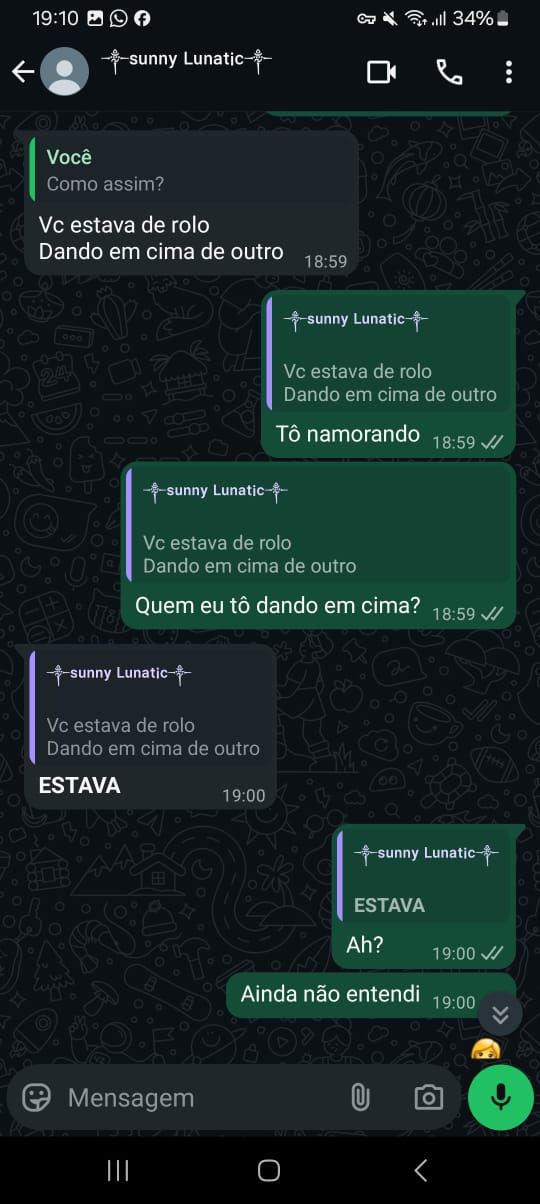 19:10
34%
sunny Lunatic
Você
Como assim?
Vc estava de rolo
Dando em cima de outro
18:59
sunny Lunatic
Vc estava de rolo
Dando em cima de outro
Tô namorando
18:59
sunny Lunatic
Vc estava de rolo
Dando em cima de outro
Quem eu tô dando em cima?
18:59
sunny Lunatic
Vc estava de rolo
Dando em cima de outro
ESTAVA
19:00
sunny Lunatic
ESTAVA
Ah?
19:00
Ainda não entendi
19:00
Mensagem